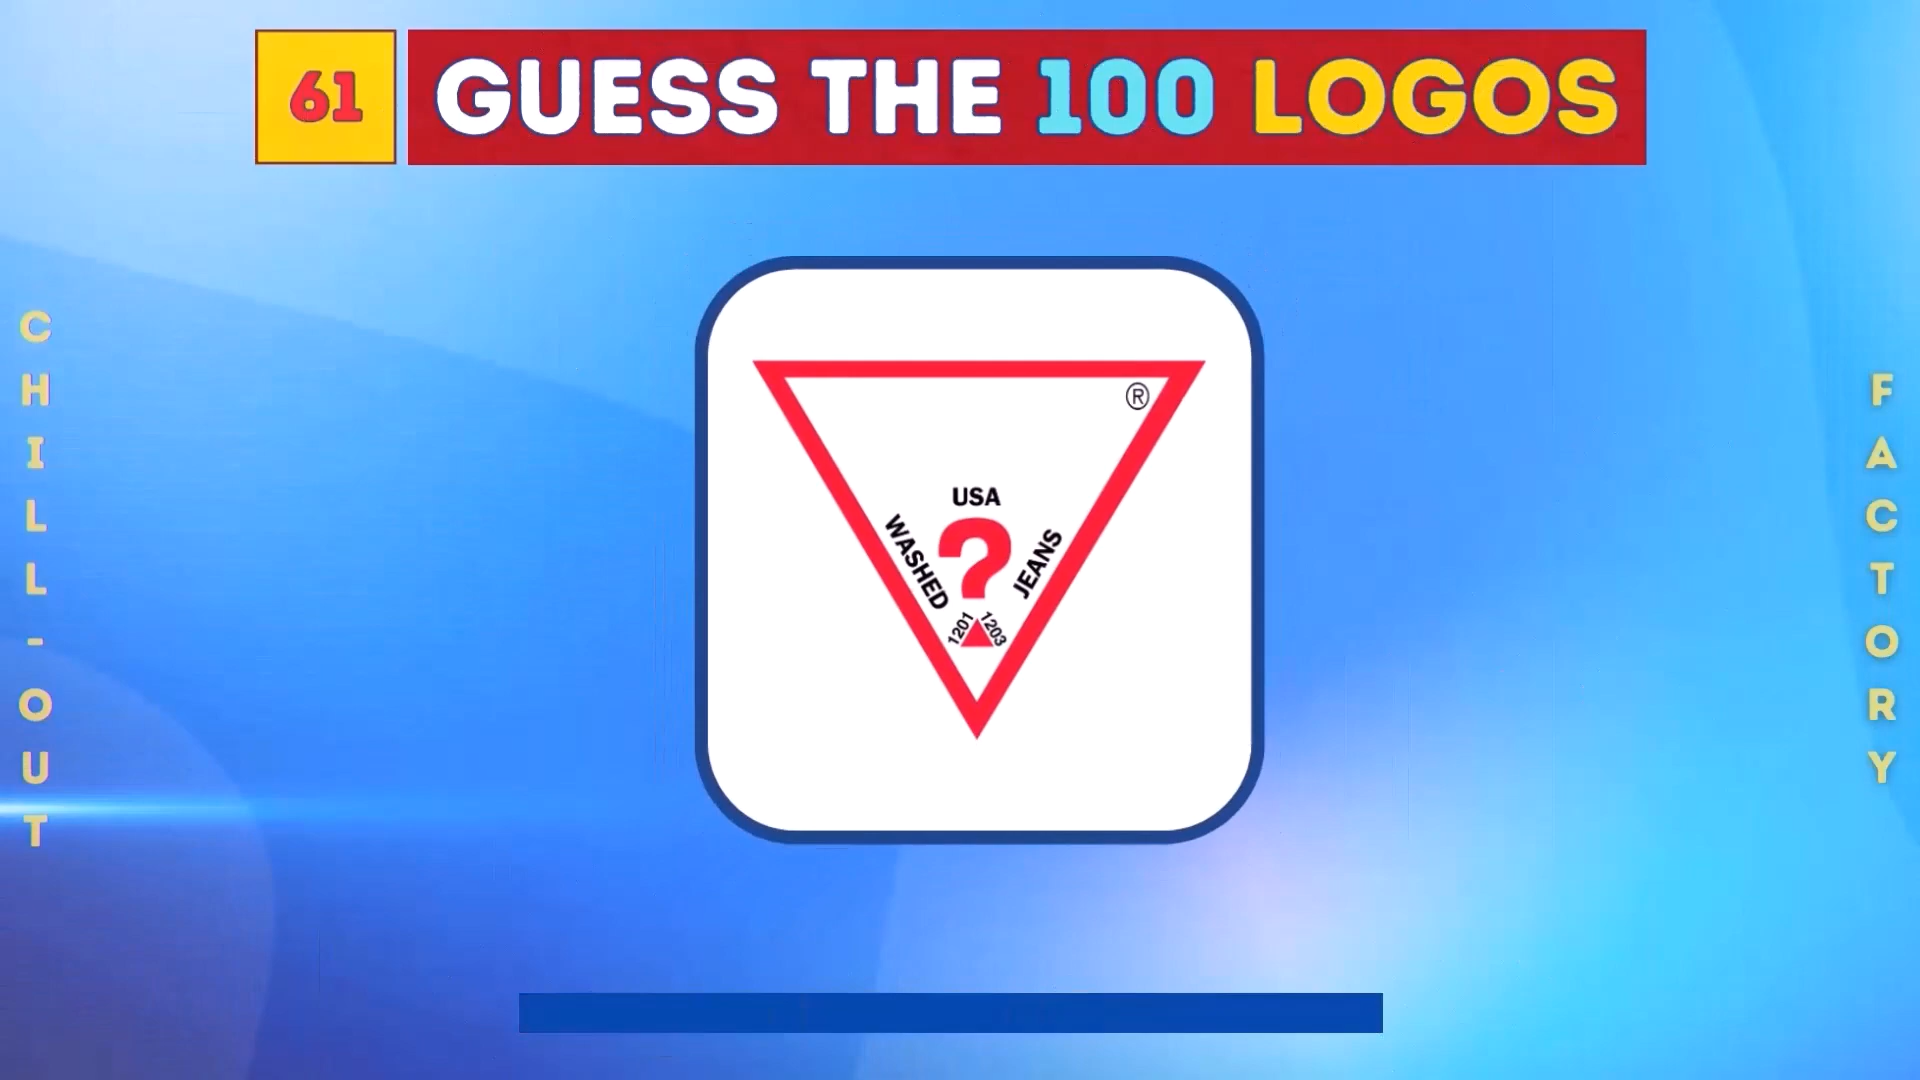 61
GUESS THE 100 LOGOS
CHILL-OUT
®
USA
?
WASHED
JEANS
1201
1203
FACTORY